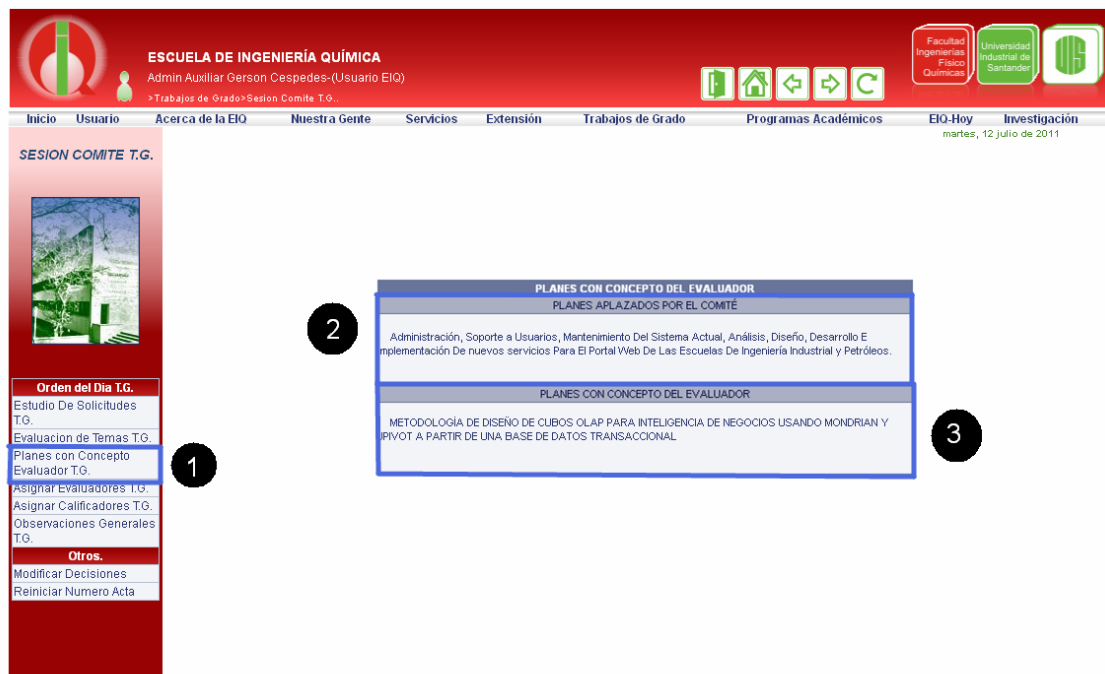 ESCUELA DE INGENIERÍA QUÍMICA
Admin Auxiliar Gerson Cespedes-(Usuario EIQ)
>Trabajos de Grado>Sesion Comite T.G..
Facultad
Ingenierías
Físico
Químicas
Universidad
Industrial de
Santander
Inicio Usuario Acerca de la EIQ Nuestra Gente Servicios Extensión Trabajos de Grado Programas Académicos EIQ-Hoy Investigación
martes, 12 julio de 2011
SESION COMITE T.G.
Orden del Dia T.G.
Estudio De Solicitudes
T.G.
Evaluacion de Temas T.G.
Planes con Concepto
Evaluador T.G.
Asignar Evaluadores T.G.
Asignar Calificadores T.G.
Observaciones Generales
T.G.
Otros.
Modificar Decisiones
Reiniciar Numero Acta
1
PLANES CON CONCEPTO DEL EVALUADOR
PLANES APLAZADOS POR EL COMITÉ
2
Administración, Soporte a Usuarios, Mantenimiento Del Sistema Actual, Análisis, Diseño, Desarrollo E
mplementación De nuevos servicios Para El Portal Web De Las Escuelas De Ingeniería Industrial y Petróleos.
PLANES CON CONCEPTO DEL EVALUADOR
METODOLOGÍA DE DISEÑO DE CUBOS OLAP PARA INTELIGENCIA DE NEGOCIOS USANDO MONDRIAN Y
JPIVOT A PARTIR DE UNA BASE DE DATOS TRANSACCIONAL
3